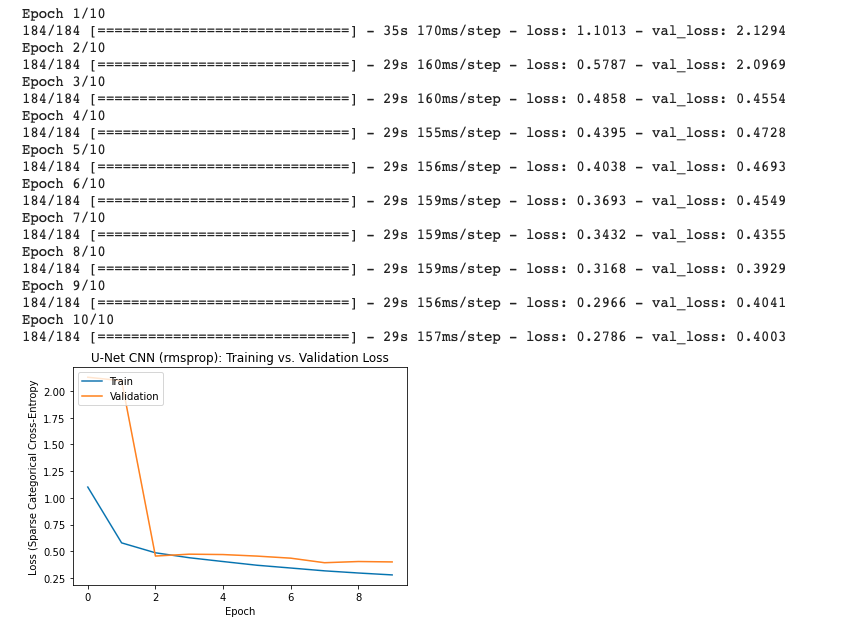 Epoch 1/10
184/184 [==============================] - 35s 170ms/step - loss: 1.1013 - val_loss: 2.1294
Epoch 2/10
184/184 [==============================] - 29s 160ms/step - loss: 0.5787 - val_loss: 2.0969
Epoch 3/10
184/184 [==============================] - 29s 160ms/step - loss: 0.4858 - val_loss: 0.4554
Epoch 4/10
184/184 [==============================] - 29s 155ms/step - loss: 0.4395 - val_loss: 0.4728
Epoch 5/10
184/184 [==============================] - 29s 156ms/step - loss: 0.4038 - val_loss: 0.4693
Epoch 6/10
184/184 [==============================] - 29s 159ms/step - loss: 0.3693 - val_loss: 0.4549
Epoch 7/10
184/184 [==============================] - 29s 159ms/step - loss: 0.3432 - val_loss: 0.4355
Epoch 8/10
184/184 [==============================] - 29s 159ms/step - loss: 0.3168 - val_loss: 0.3929
Epoch 9/10
184/184 [==============================] - 29s 156ms/step - loss: 0.2966 - val_loss: 0.4041
Epoch 10/10
184/184 [==============================] - 29s 157ms/step - loss: 0.2786 - val_loss: 0.4003
U-Net CNN (rmsprop): Training vs. Validation Loss
Train
Validation
Loss (Sparse Categorical Cross-Entropy
2.00
1.75
1.50
1.25
1.00
0.75
0.50
0.25
0 2 4 6 8
Epoch